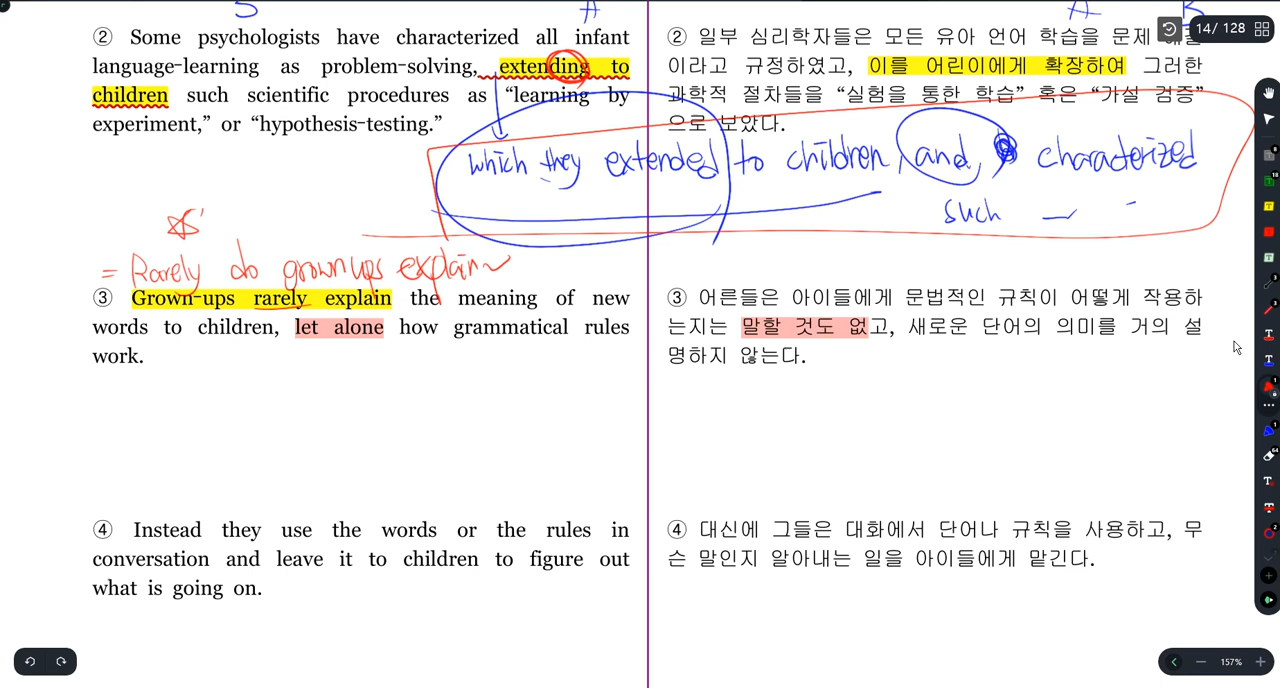 S
A
A
B
② Some psychologists have characterized all infant
language-learning as problem-solving, extending to
children such scientific procedures as “learning by
experiment,” or “hypothesis-testing.”
② 일부 심리학자들은 모든 유아 언어 학습을 문제
이라고 규정하였고, 이를 어린이에게 확장하여 그러한
과학적 절차들을 “실험을 통한 학습” 혹은 “가설 검증”
으로 보았다.
14 / 128
which they extended to children, and, characterized
such
= Rarely do grown ups explain
③ Grown-ups rarely explain the meaning of new
words to children, let alone how grammatical rules
work.
③ 어른들은 아이들에게 문법적인 규칙이 어떻게 작용하
는지는 말할 것도 없고, 새로운 단어의 의미를 거의 설
명하지 않는다.
④ Instead they use the words or the rules in
conversation and leave it to children to figure out
what is going on.
④ 대신에 그들은 대화에서 단어나 규칙을 사용하고, 무
슨 말인지 알아내는 일을 아이들에게 맡긴다.
157%